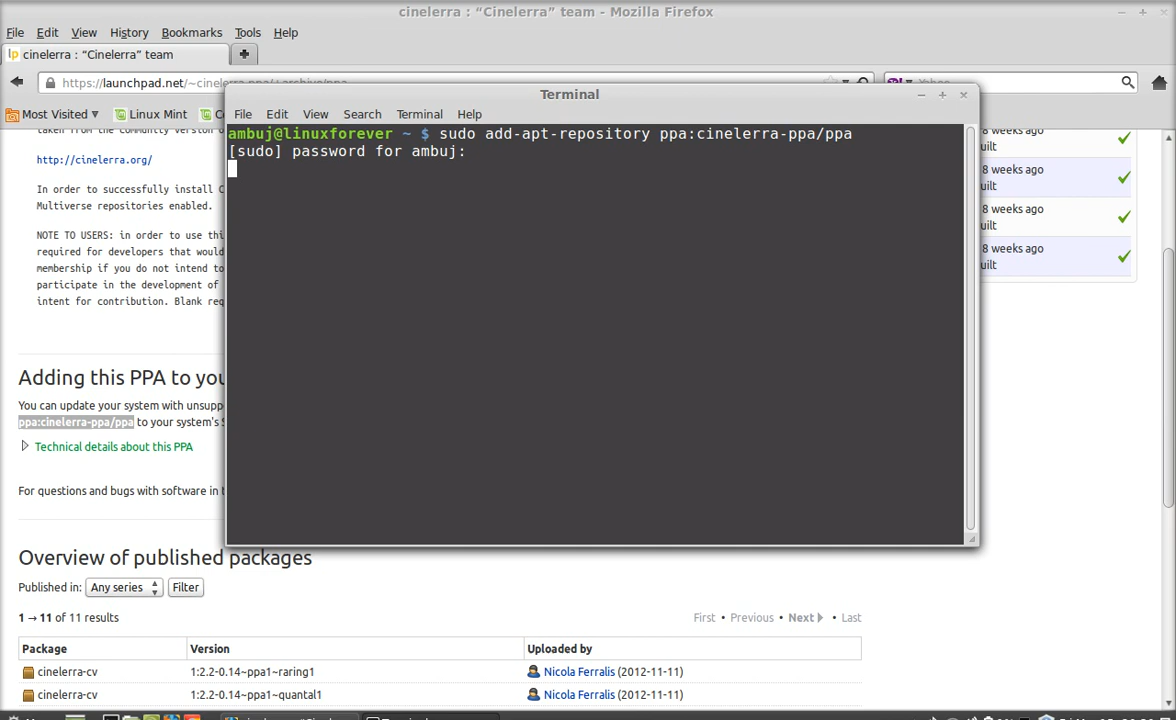 cinelerra : “Cinelerra” team - Mozilla Firefox
File Edit View History Bookmarks Tools Help
cinelerra : “Cinelerra” team
https://launchpad.net/~cinelerra-ppa/+archive/ppa
Yahoo
Most Visited Linux Mint
Terminal
File Edit View Search Terminal Help
ambuj@linuxforever ~ $ sudo add-apt-repository ppa:cinelerra-ppa/ppa
[sudo] password for ambuj:
taken from the community version
http://cinelerra.org/
In order to successfully install
Multiverse repositories enabled.
NOTE TO USERS: in order to use
required for developers that would
membership if you do not intend to
participate in the development of
intent for contribution. Blank
8 weeks ago
uilt
8 weeks ago
uilt
8 weeks ago
uilt
8 weeks ago
uilt
Adding this PPA to
You can update your system with
ppa:cinelerra-ppa/ppa to your system's
Technical details about this PPA
For questions and bugs with software in
Overview of published packages
Published in: Any series Filter
1 → 11 of 11 results
First • Previous • Next • Last
Package Version Uploaded by
cinelerra-cv 1:2.2-0.14~ppa1~raring1 Nicola Ferralis (2012-11-11)
cinelerra-cv 1:2.2-0.14~ppa1~quantal1 Nicola Ferralis (2012-11-11)